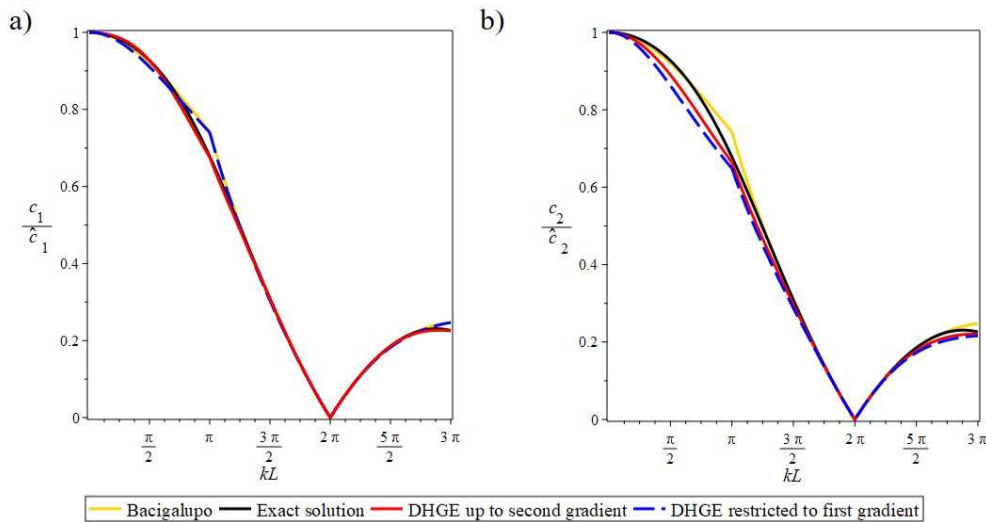 a)
1
0.8
0.6
c₁
ĉ₁
0.4
0.2
0
π/2
π
3π/2
2π
5π/2
3π
kL
b)
1
0.8
0.6
c₂
ĉ₂
0.4
0.2
0
π/2
π
3π/2
2π
5π/2
3π
kL
Bacigalupo Exact solution DHGE up to second gradient DHGE restricted to first gradient